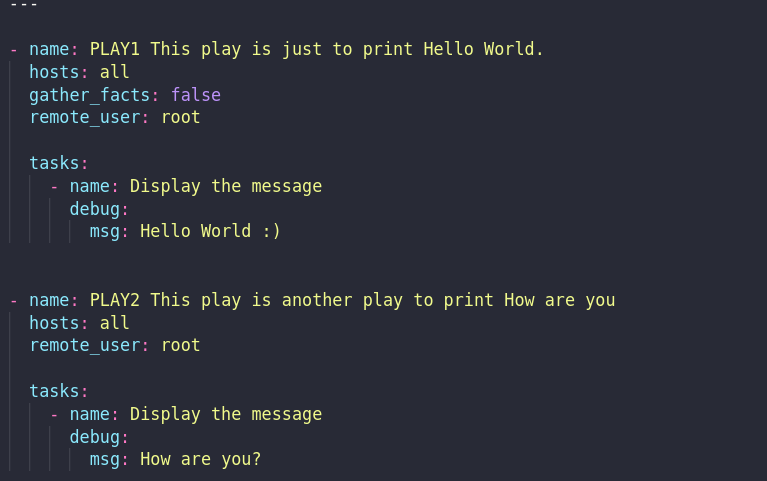 ---
- name: PLAY1 This play is just to print Hello World.
  hosts: all
  gather_facts: false
  remote_user: root
  tasks:
    - name: Display the message
      debug:
        msg: Hello World :)
- name: PLAY2 This play is another play to print How are you
  hosts: all
  remote_user: root
  tasks:
    - name: Display the message
      debug:
        msg: How are you?